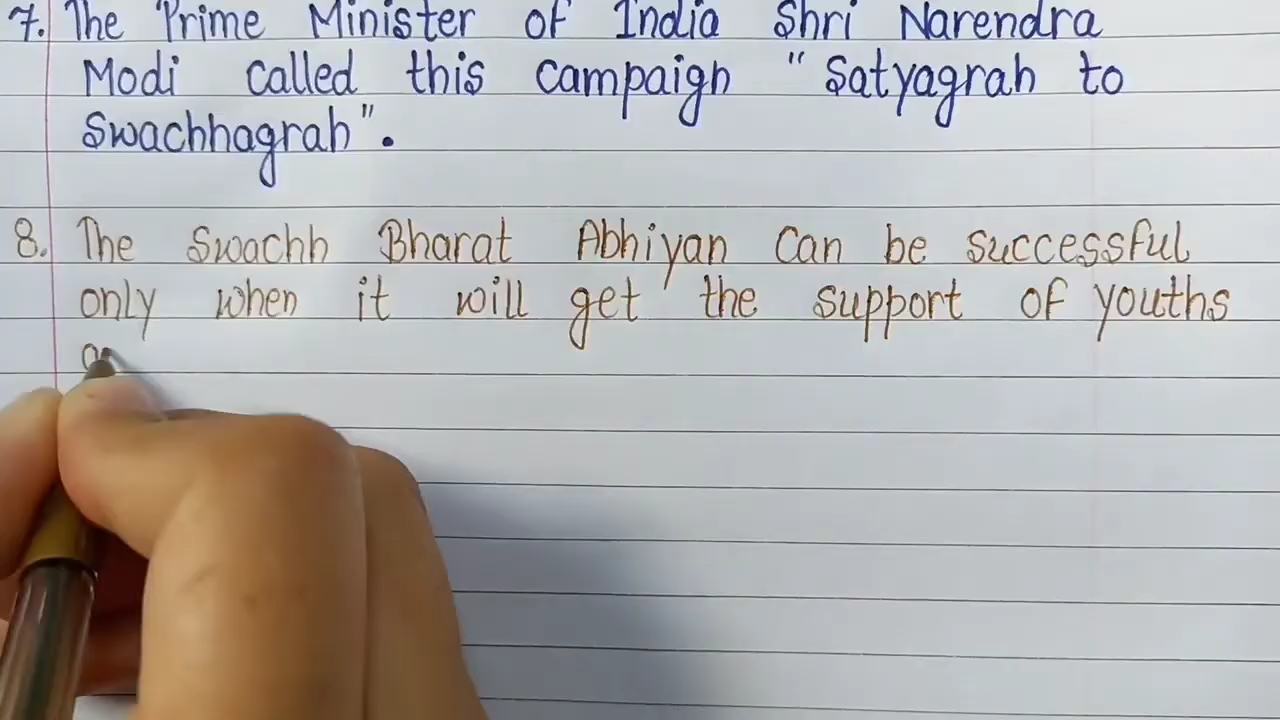 7. The Prime Minister of India Shri Narendra
Modi called this campaign "Satyagrah to
Swachhagrah".
8. The Swachh Bharat Abhiyan can be successful
only when it will get the support of youths